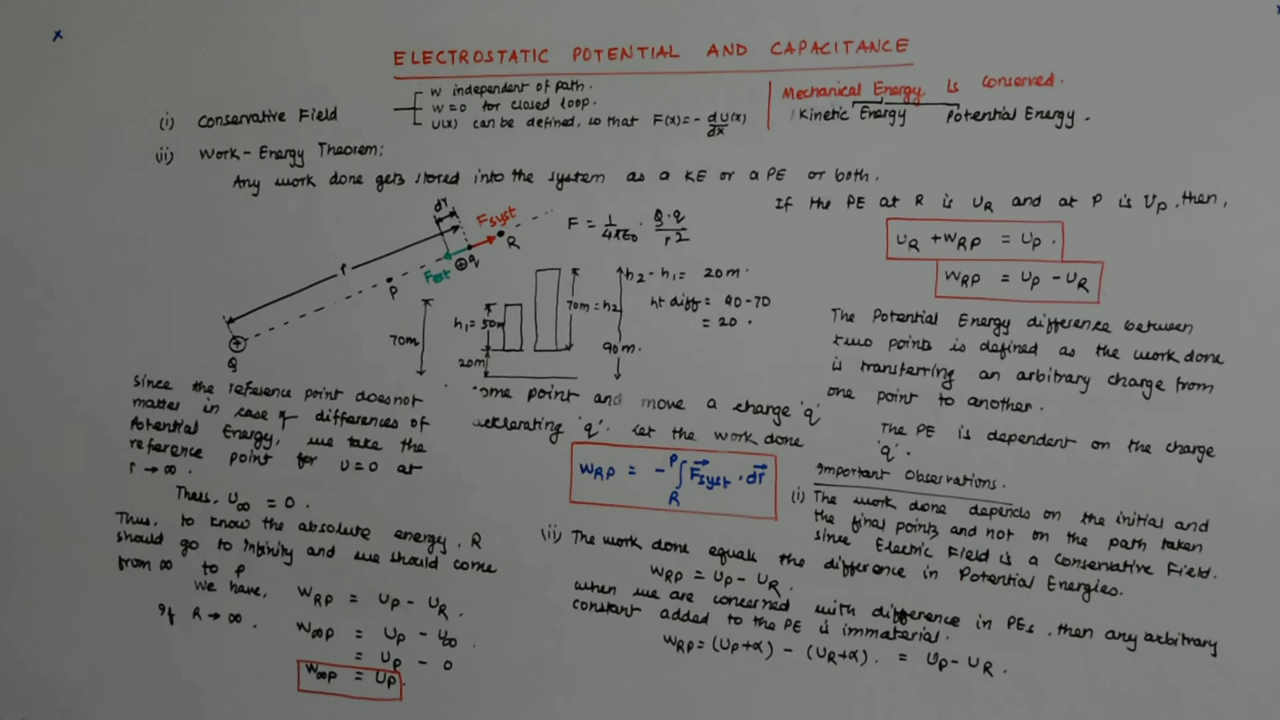 ELECTROSTATIC POTENTIAL AND CAPACITANCE
(i) Conservative Field
W independent of path.
W=0 for closed loop.
U(x) can be defined, so that F(x) = - dU(x)/dx
Mechanical Energy is conserved.
Kinetic Energy Potential Energy.
(ii) Work-Energy Theorem:
Any work done gets stored into the system as a KE or a PE or both.
dr
Fsyst
R
Fext
⊕q
r
P
⊕
Q
F = 1/4πε0 · Q·q/r2
h1 = 50m
70m
20m
70m = h2
90m.
h2 - h1 = 20m.
ht diff = 90-70
= 20.
If the PE at R is UR and at P is UP, then,
UR + WRP = UP.
WRP = UP - UR
The Potential Energy difference between
two points is defined as the work done
is transferring an arbitrary charge from
one point to another.
The PE is dependent on the charge
'q'.
Since the reference point does not
matter in case of differences of
Potential Energy, we take the
reference point for U=0 at
r → ∞.
Thus, U∞ = 0.
Thus, to know the absolute energy, R
should go to infinity and we should come
from ∞ to P
We have, WRP = UP - UR.
If R → ∞. W∞P = UP - U∞
= UP - 0
W∞P = UP.
some point and move a charge 'q'
'q'. Let the work done
WRP = - P∫R F⃗syst · dr⃗
Important Observations.
(i) The work done depends on the initial and
the final points and not on the path taken
since Electric Field is a Conservative Field.
(ii) The work done equals the difference in Potential Energies.
WRP = UP - UR.
when we are concerned with difference in PEs, then any arbitrary
constant added to the PE is immaterial.
WRP = (UP+α) - (UR+α). = UP - UR.